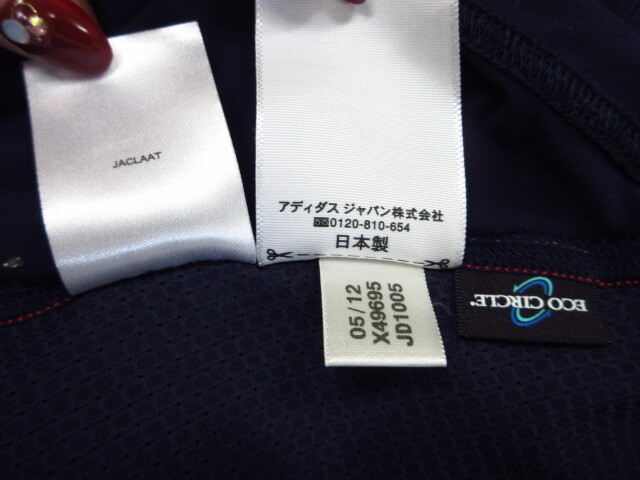 JACLAAT
アディダス ジャパン株式会社
0120-810-654
日本製
05/12
X49695
JD1005
ECO CIRCLE